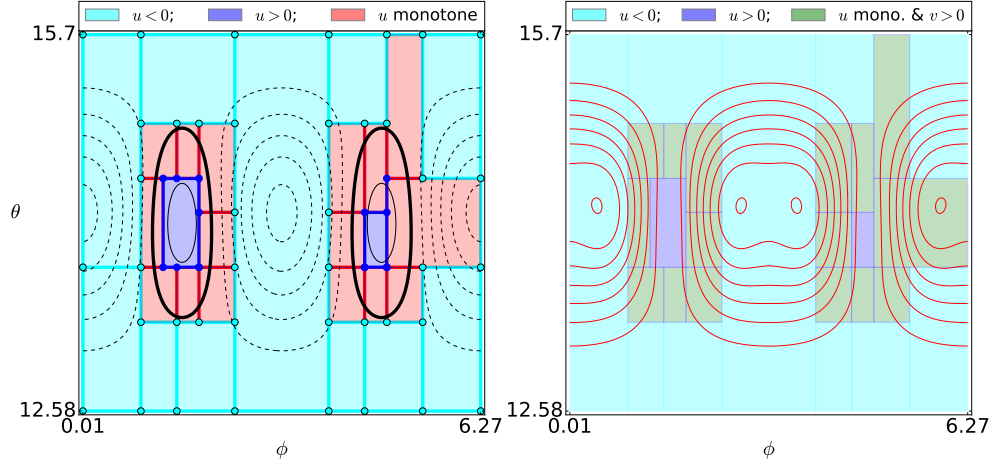 u < 0; u > 0; u monotone
15.7
θ
12.58
0.01 6.27
ϕ
u < 0; u > 0; u mono. & v > 0
15.7
12.58
0.01 6.27
ϕ